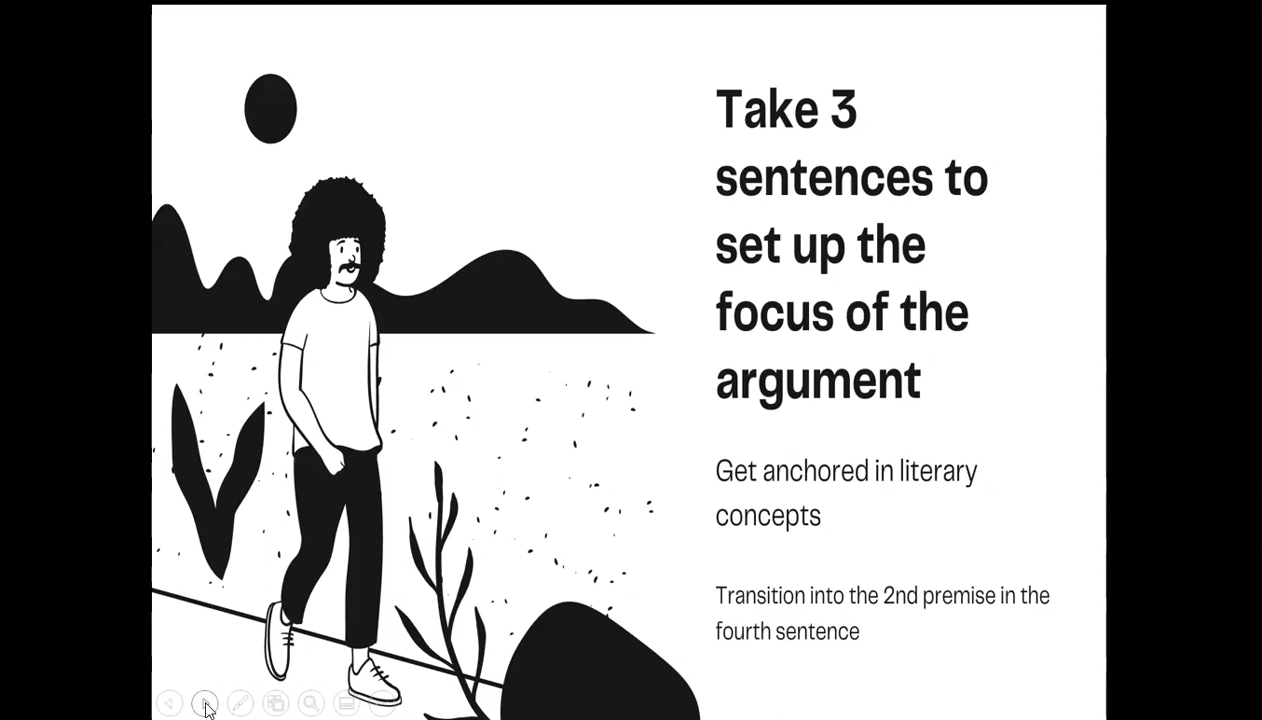 Take 3
sentences to
set up the
focus of the
argument
Get anchored in literary
concepts
Transition into the 2nd premise in the
fourth sentence